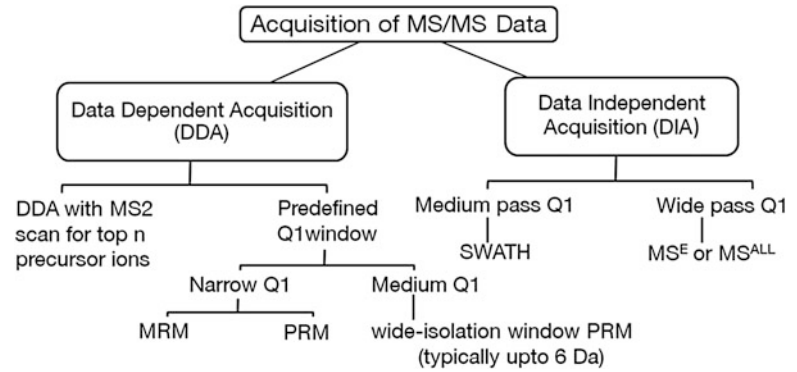 Acquisition of MS/MS Data
Data Dependent Acquisition
(DDA)
Data Independent
Acquisition (DIA)
DDA with MS2
scan for top n
precursor ions
Predefined
Q1window
Medium pass Q1
Wide pass Q1
SWATH
MSᴱ or MSᴬᴸᴸ
Narrow Q1
Medium Q1
MRM
PRM
wide-isolation window PRM
(typically upto 6 Da)